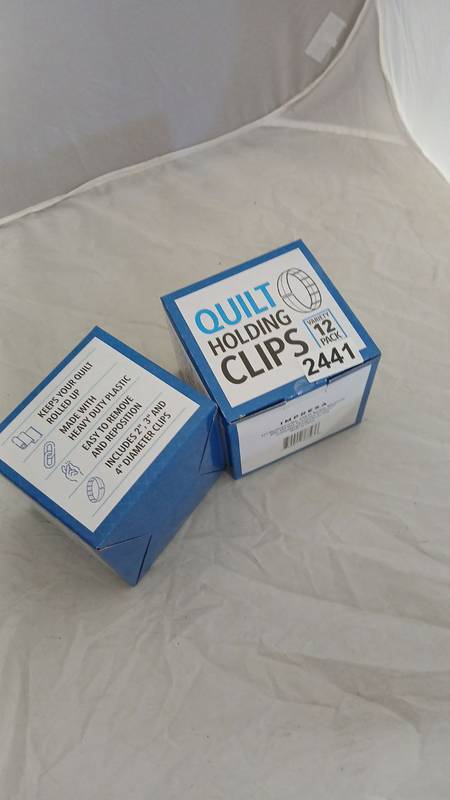 QUILT
HOLDING
CLIPS
VARIETY
12
PACK
2441
IMPRESA
KEEPS YOUR QUILT
ROLLED UP
MADE WITH
HEAVY DUTY PLASTIC
EASY TO REMOVE
AND REPOSITION
INCLUDES 2", 3" AND
4" DIAMETER CLIPS